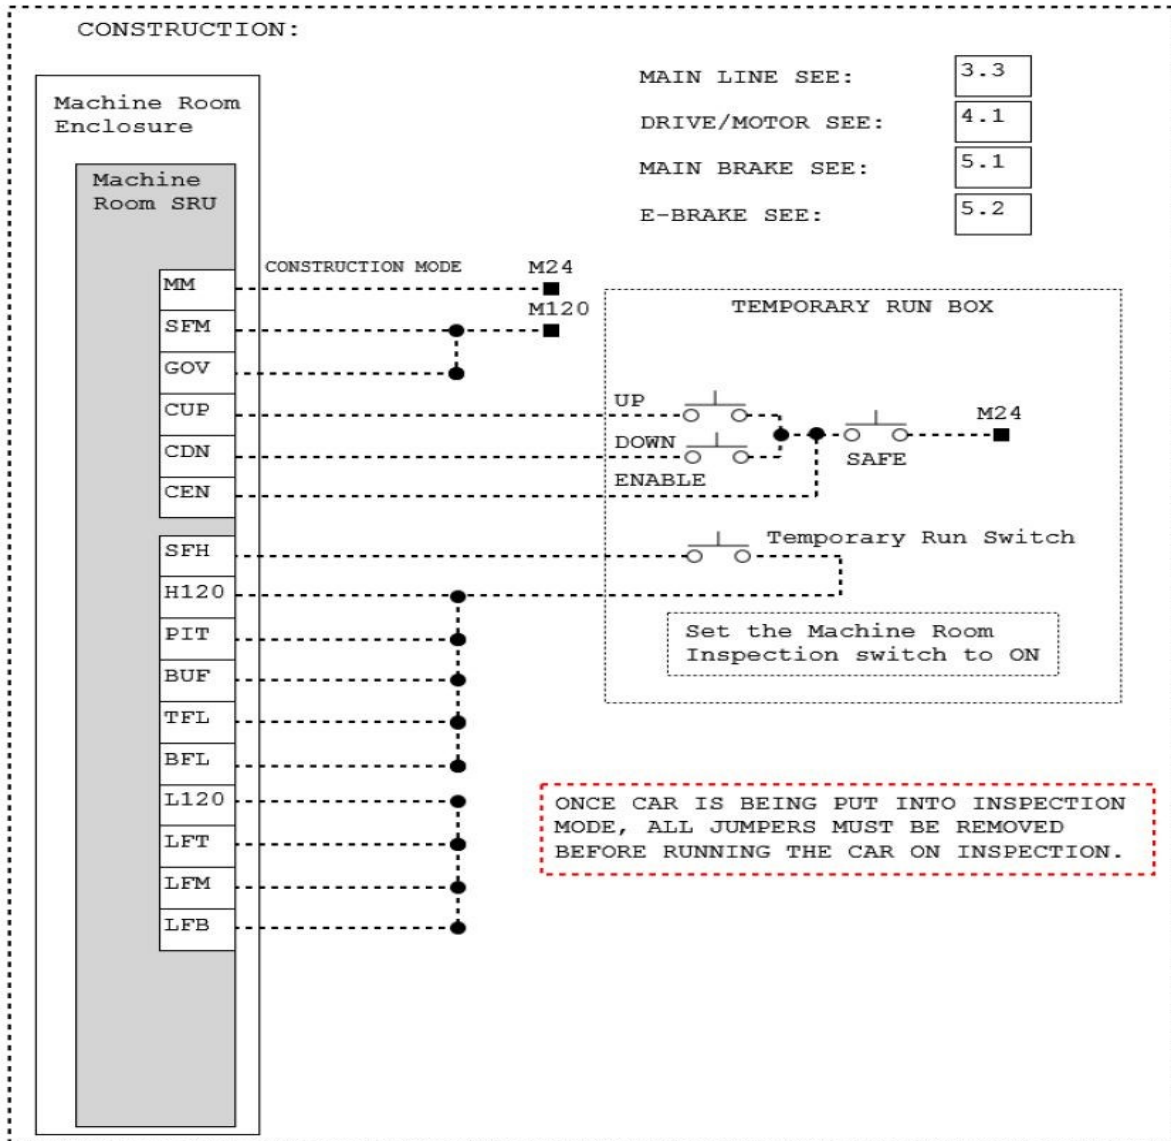 CONSTRUCTION:
MAIN LINE SEE: 3.3
DRIVE/MOTOR SEE: 4.1
MAIN BRAKE SEE: 5.1
E-BRAKE SEE: 5.2
Machine Room
Enclosure
Machine
Room SRU
MM CONSTRUCTION MODE M24
SFM M120
GOV
CUP
CDN
CEN
SFH
H120
PIT
BUF
TFL
BFL
L120
LFT
LFM
LFB
TEMPORARY RUN BOX
UP
DOWN
ENABLE
SAFE
M24
Temporary Run Switch
Set the Machine Room
Inspection switch to ON
ONCE CAR IS BEING PUT INTO INSPECTION
MODE, ALL JUMPERS MUST BE REMOVED
BEFORE RUNNING THE CAR ON INSPECTION.